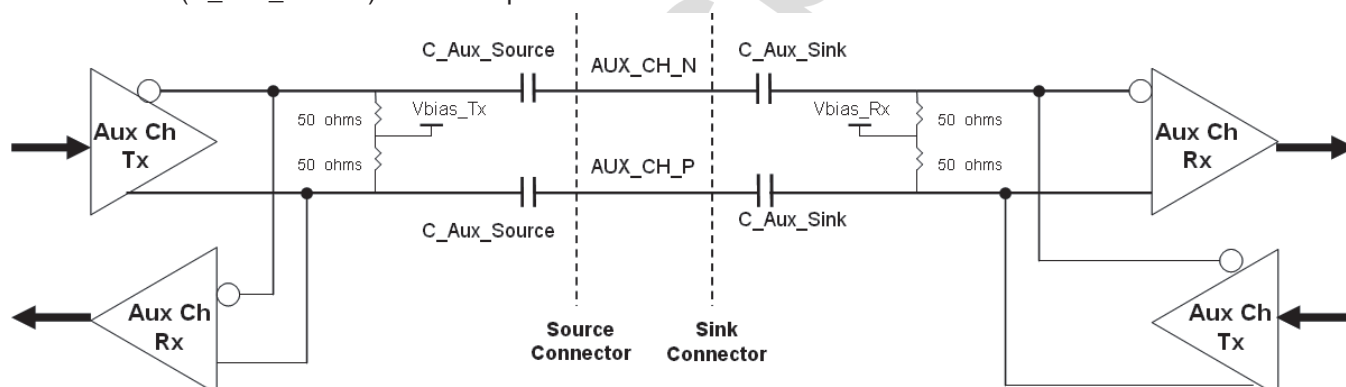 C_Aux_Source
C_Aux_Sink
AUX_CH_N
Vbias_Tx
Vbias_Rx
50 ohms
50 ohms
Aux Ch
Tx
50 ohms
50 ohms
Aux Ch
Rx
AUX_CH_P
C_Aux_Source
C_Aux_Sink
Aux Ch
Rx
Source
Connector
Sink
Connector
Aux Ch
Tx